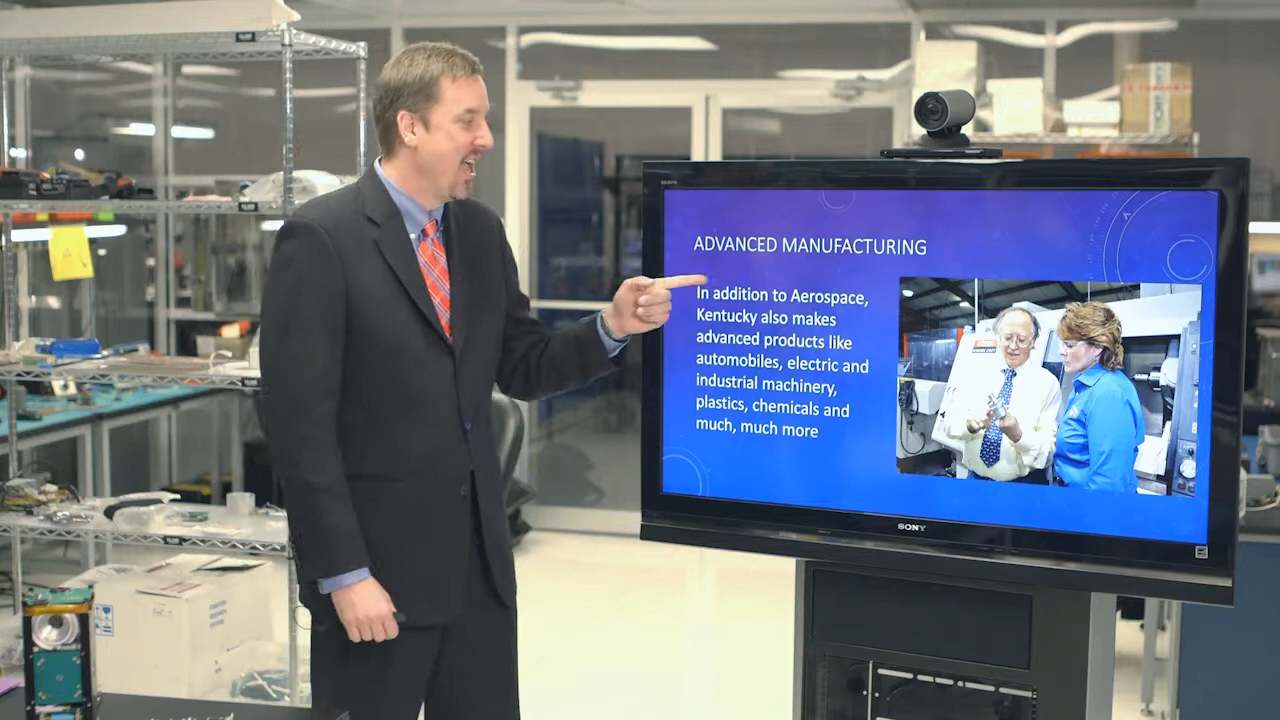 ADVANCED MANUFACTURING
In addition to Aerospace,
Kentucky also makes
advanced products like
automobiles, electric and
industrial machinery,
plastics, chemicals and
much, much more
SONY